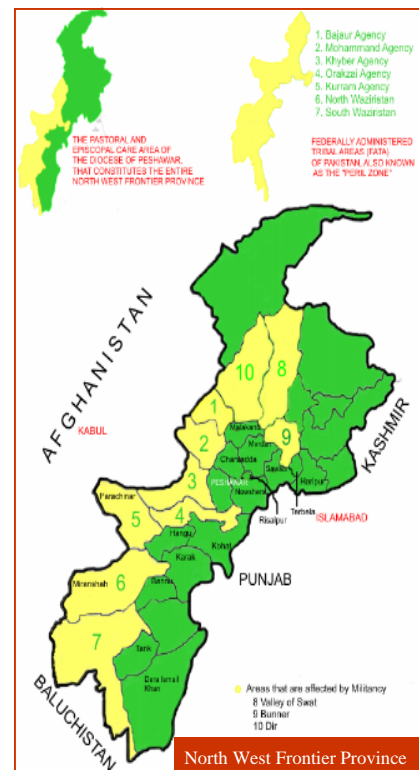 1. Bajaur Agency
2. Mohammand Agency
3 Khyber Agency
4. Orakzai Agency
5. Kurram Agency
6. North Waziristan
7. South Waziristan
THE PASTORAL AND
EPISCOPAL CARE AREA OF
THE DIOCESE OF PESHAWAR,
THAT CONSTITUTES THE ENTIRE
NORTH WEST FRONTIER PROVINCE
FEDERALLY ADMINISTERED
TRIBAL AREAS (FATA)
OF PAKISTAN, ALSO KNOWN
AS THE "PERIL ZONE"
AFGHANISTAN
KABUL
10
8
1
Malakand
2
Mardan
9
KASHMIR
Charsadda
Swabi
3
PESHAWAR
Haripur
Parachinar
Nowshera
Terbela
4
Risalpur
ISLAMABAD
5
Hangu
Kohat
Karak
PUNJAB
Miranshah
6
Bannu
7
Tank
Dera Ismail
Khan
BALUCHISTAN
Areas that are affected by Militancy
8 Valley of Swat
9 Bunner
10 Dir
North West Frontier Province